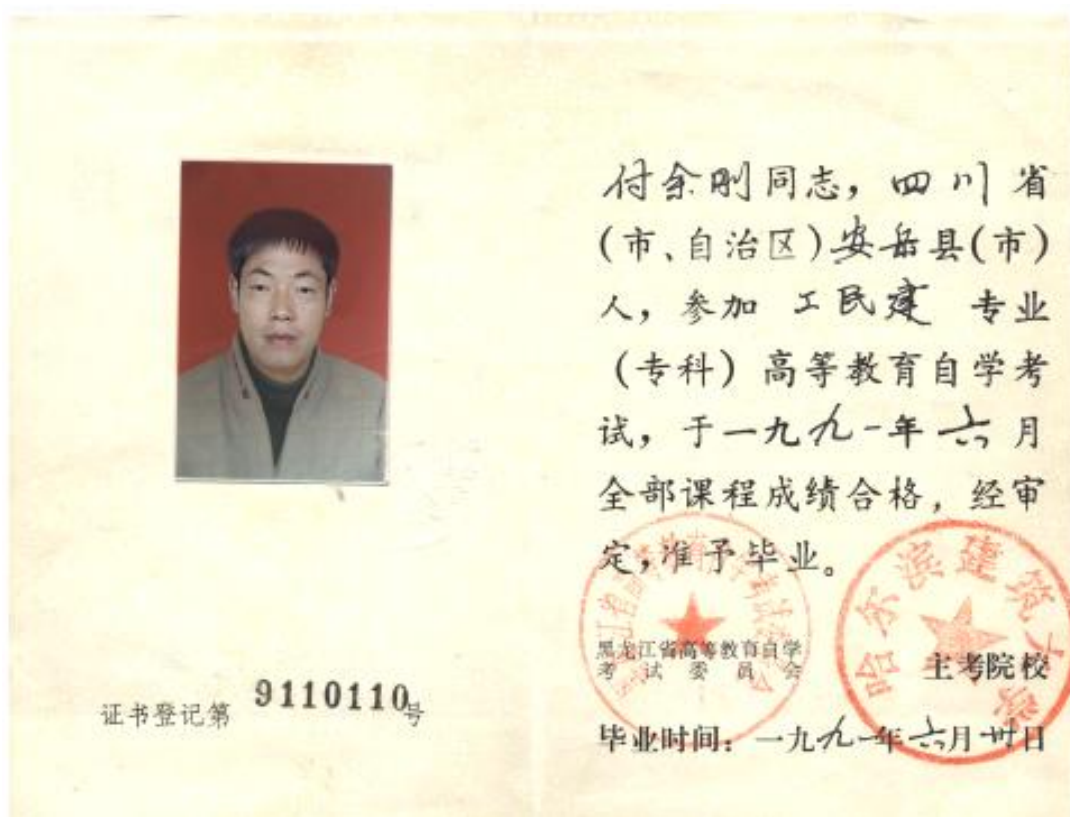 付余刚同志，四川省
(市、自治区)安岳县(市)
人，参加 工民建 专业
(专科)高等教育自学考
试，于一九九一年六月
全部课程成绩合格，经审
定，准予毕业。
黑龙江省高等教育自学
考试委员会
主考院校
哈尔滨建筑大学
证书登记第 9110110号
毕业时间：一九九一年六月卅日